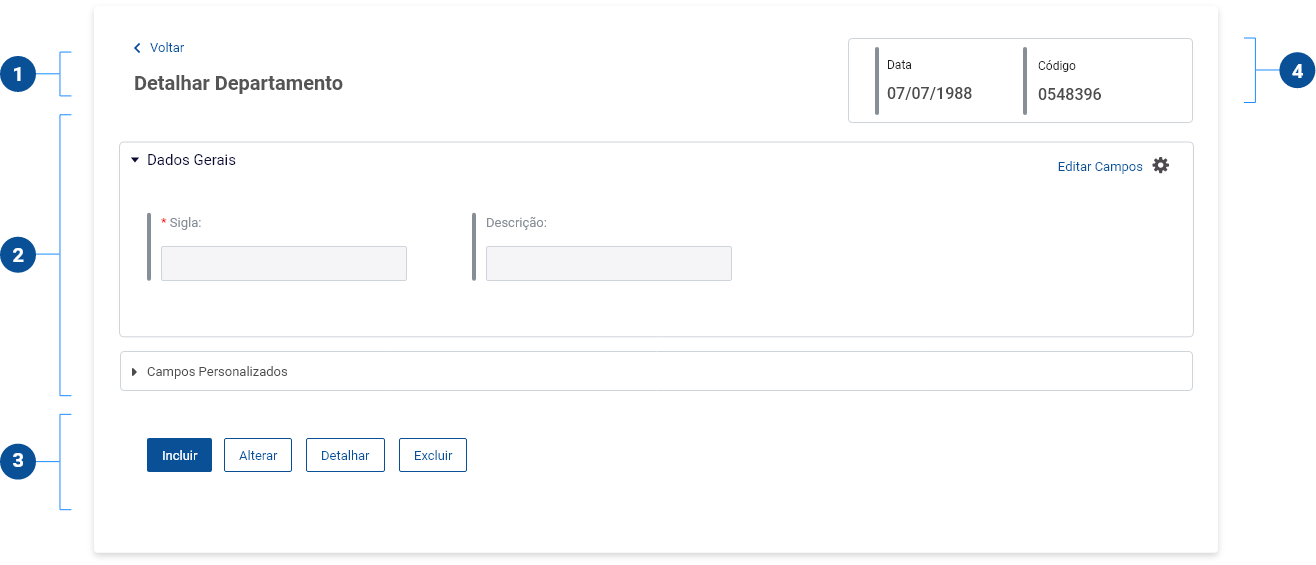 1
Voltar
Detalhar Departamento
Data
07/07/1988
Código
0548396
4
2
Dados Gerais
Editar Campos
* Sigla:
Descrição:
Campos Personalizados
3
Incluir
Alterar
Detalhar
Excluir